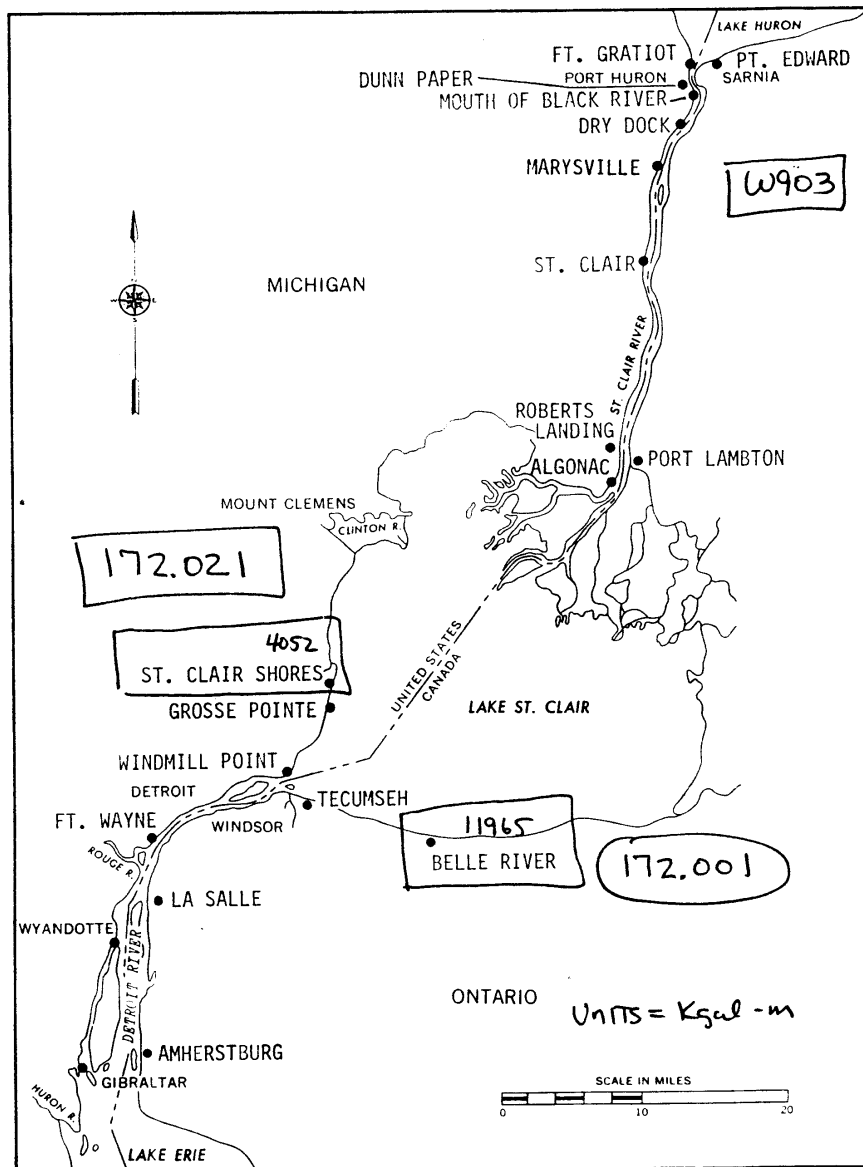 LAKE HURON
FT. GRATIOT
PT. EDWARD
DUNN PAPER
PORT HURON
SARNIA
MOUTH OF BLACK RIVER
DRY DOCK
MARYSVILLE
W903
ST. CLAIR
MICHIGAN
ST. CLAIR RIVER
ROBERTS
LANDING
ALGONAC
PORT LAMBTON
MOUNT CLEMENS
CLINTON R.
172.021
4052
ST. CLAIR SHORES
GROSSE POINTE
UNITED STATES
CANADA
LAKE ST. CLAIR
WINDMILL POINT
DETROIT
TECUMSEH
FT. WAYNE
WINDSOR
11965
BELLE RIVER
172.001
ROUGE R.
LA SALLE
WYANDOTTE
DETROIT RIVER
ONTARIO
UNITS = Kgal - m
AMHERSTBURG
GIBRALTAR
SCALE IN MILES
0 10 20
HURON R.
LAKE ERIE